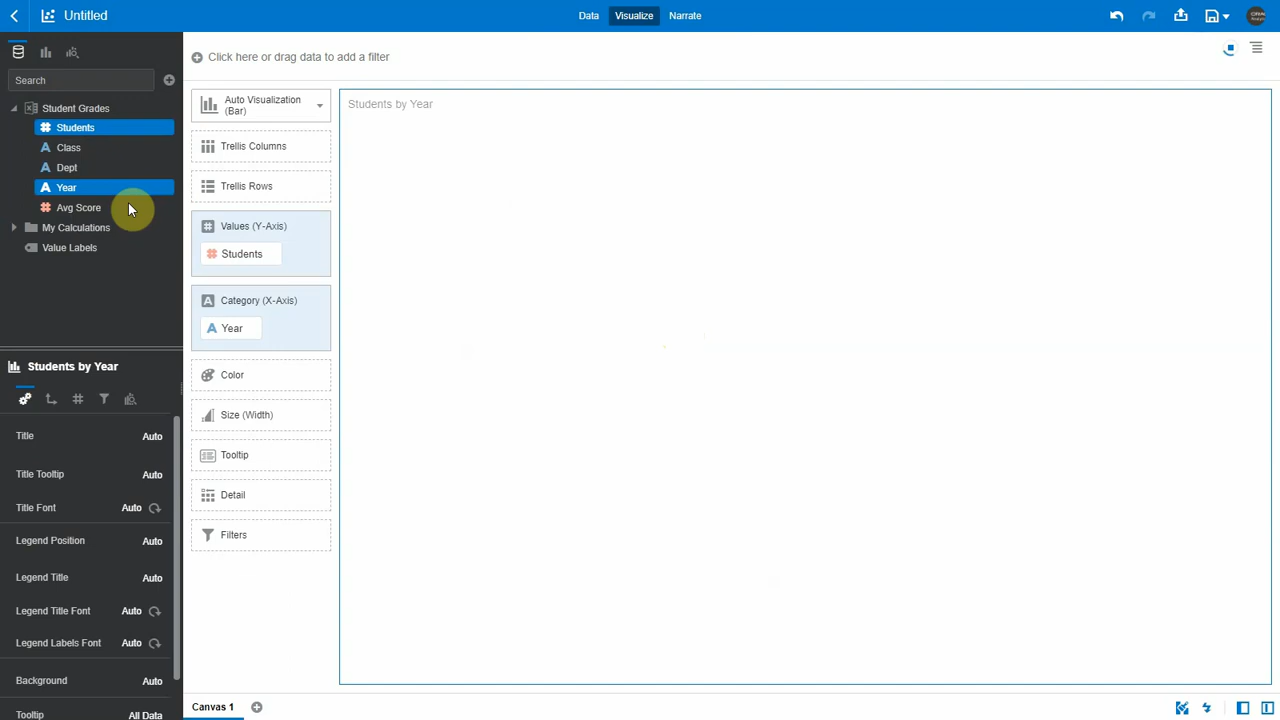 Untitled
Data
Visualize
Narrate
Click here or drag data to add a filter
Search
Student Grades
Students
Class
Dept
Year
Avg Score
My Calculations
Value Labels
Auto Visualization
(Bar)
Trellis Columns
Trellis Rows
Values (Y-Axis)
Students
Category (X-Axis)
Year
Color
Size (Width)
Tooltip
Detail
Filters
Students by Year
Students by Year
Title Auto
Title Tooltip Auto
Title Font Auto
Legend Position Auto
Legend Title Auto
Legend Title Font Auto
Legend Labels Font Auto
Background Auto
Tooltip All Data
Canvas 1